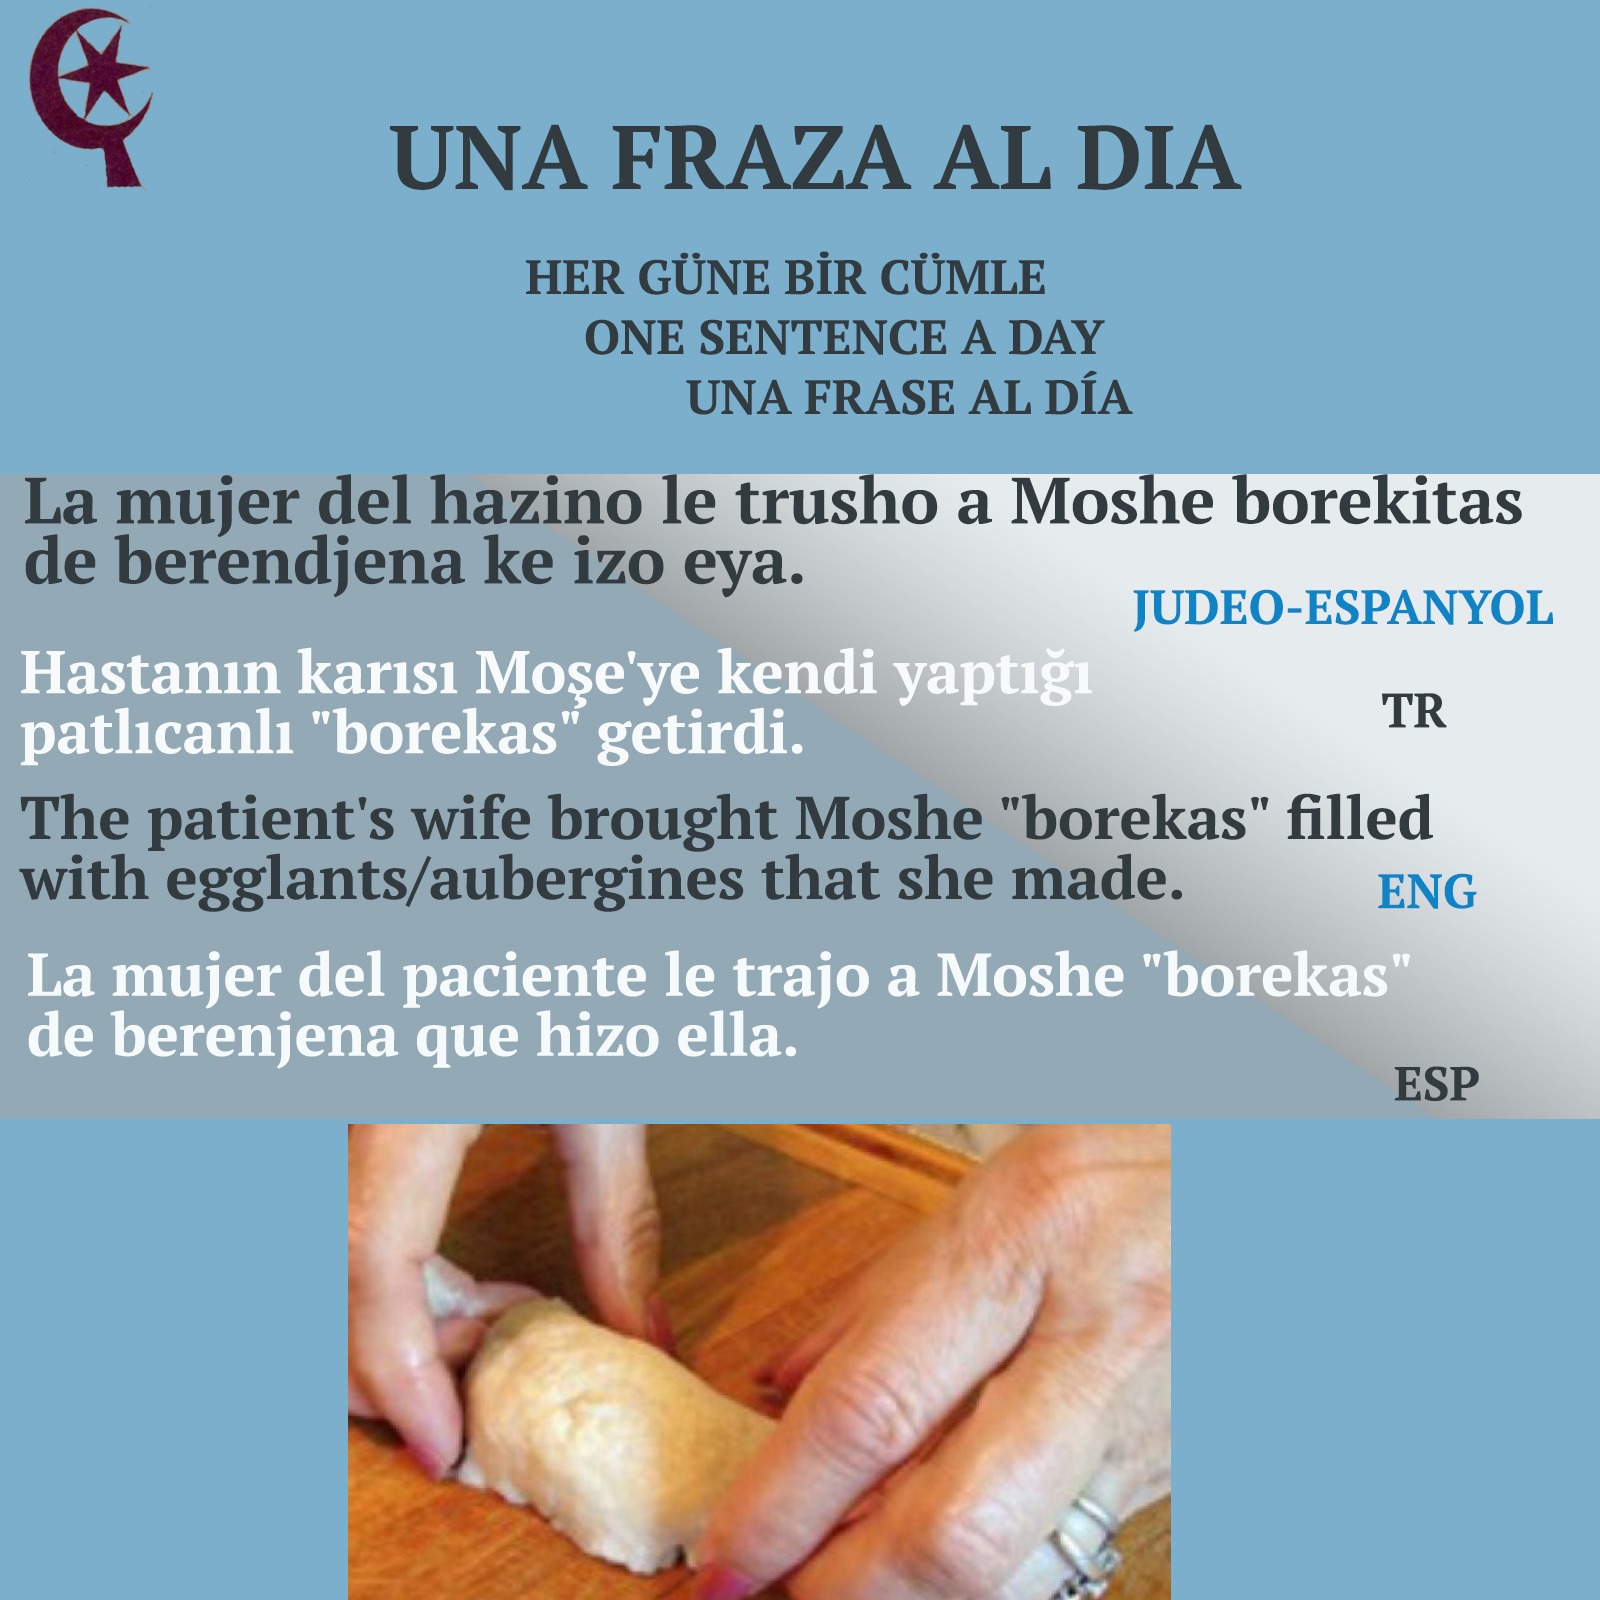 UNA FRAZA AL DIA
HER GÜNE BİR CÜMLE
ONE SENTENCE A DAY
UNA FRASE AL DÍA
La mujer del hazino le trusho a Moshe borekitas
de berendjena ke izo eya.
JUDEO-ESPANYOL
Hastanın karısı Moşe'ye kendi yaptığı
patlıcanlı "borekas" getirdi.
TR
The patient's wife brought Moshe "borekas" filled
with egglants/aubergines that she made.
ENG
La mujer del paciente le trajo a Moshe "borekas"
de berenjena que hizo ella.
ESP